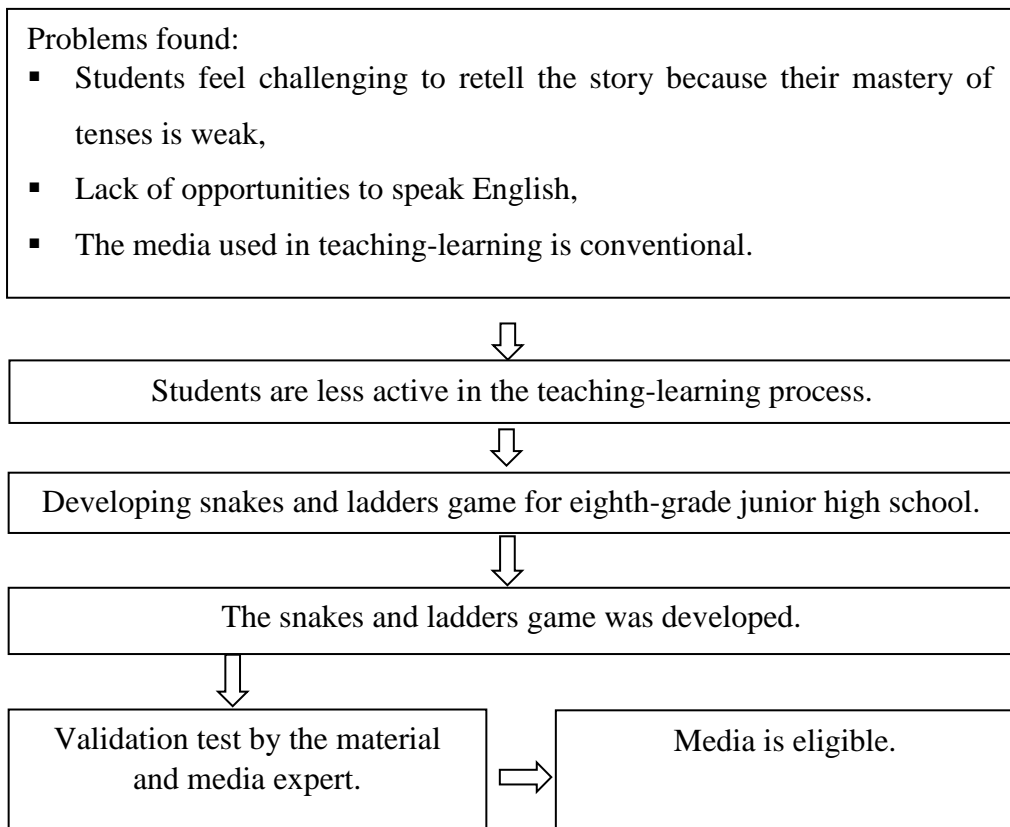 Problems found:
▪ Students feel challenging to retell the story because their mastery of
tenses is weak,
▪ Lack of opportunities to speak English,
▪ The media used in teaching-learning is conventional.
Students are less active in the teaching-learning process.
Developing snakes and ladders game for eighth-grade junior high school.
The snakes and ladders game was developed.
Validation test by the material
and media expert.
Media is eligible.